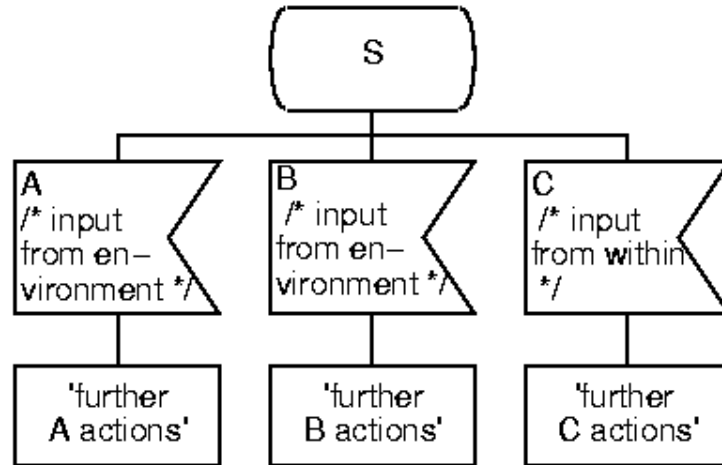 S
A
/* input
from en–
vironment */
B
/* input
from en–
vironment */
C
/* input
from within
*/
'further
A actions'
'further
B actions'
'further
C actions'